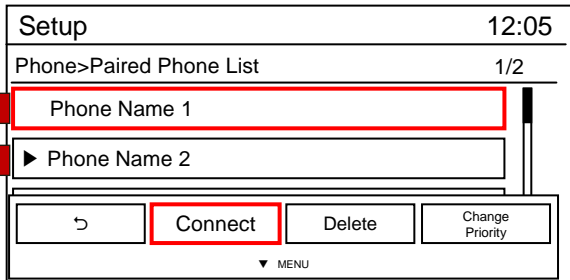 Setup 12:05
Phone>Paired Phone List 1/2
Phone Name 1
▶ Phone Name 2
⮌ Connect Delete Change
Priority
▼ MENU